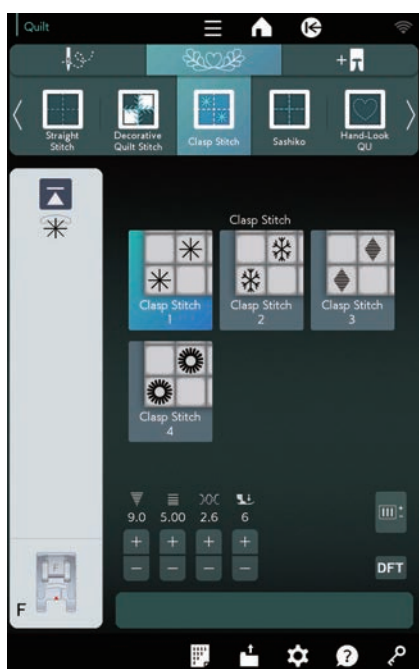 Quilt
Straight
Stitch
Decorative
Quilt Stitch
Clasp Stitch
Sashiko
Hand-Look
QU
Clasp Stitch
Clasp Stitch
1
Clasp Stitch
2
Clasp Stitch
3
Clasp Stitch
4
9.0 5.00 2.6 6
+ + + +
- - - -
DFT
F